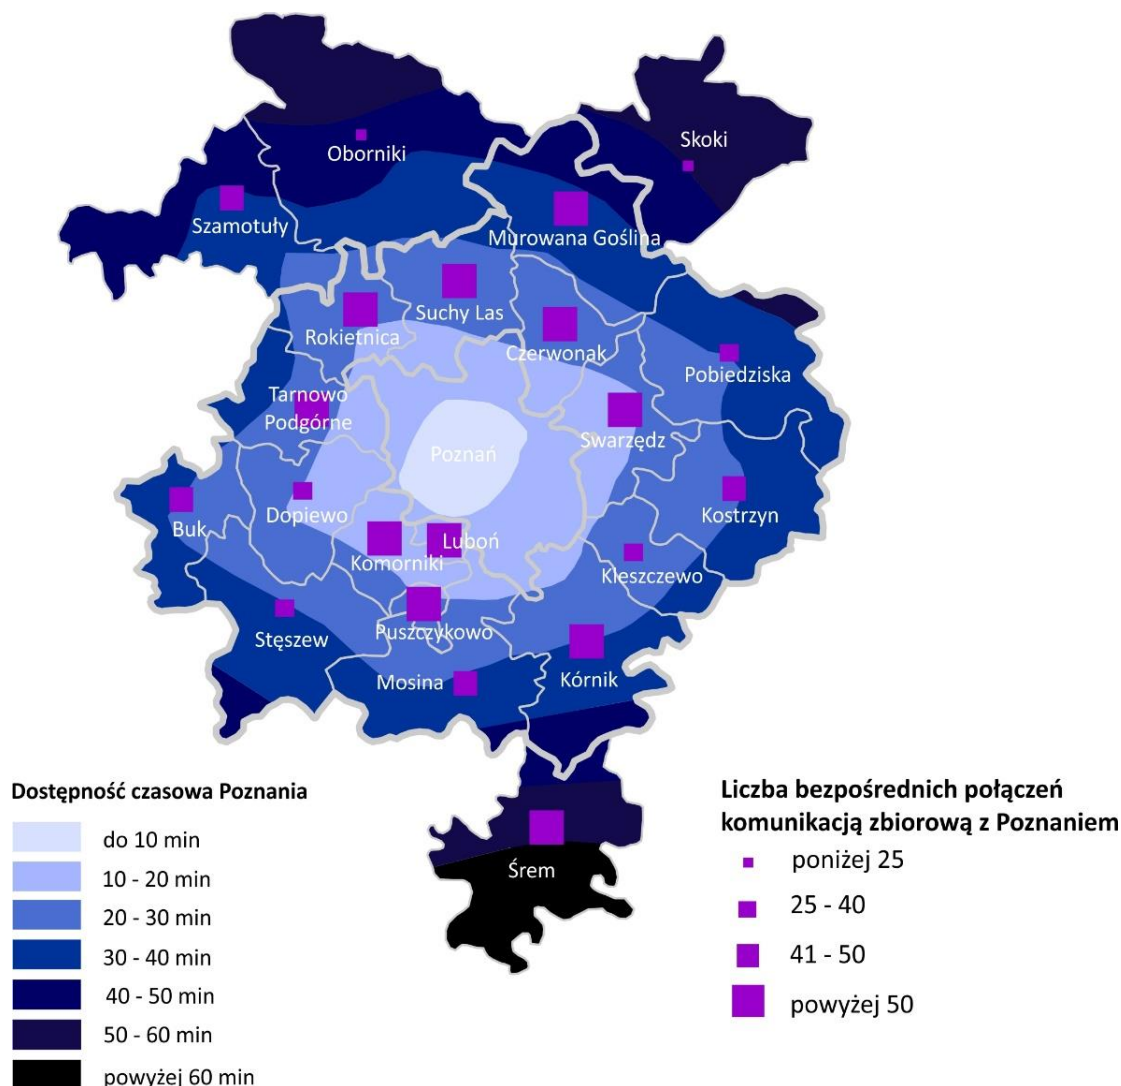 Oborniki
Skoki
Szamotuły
Murowana Goślina
Suchy Las
Rokietnica
Czerwonak
Pobiedziska
Tarnowo
Podgórne
Swarzędz
Poznań
Buk
Dopiewo
Kostrzyn
Luboń
Komorniki
Kleszczewo
Puszczykowo
Stęszew
Mosina
Kórnik
Śrem
Dostępność czasowa Poznania
do 10 min
10 - 20 min
20 - 30 min
30 - 40 min
40 - 50 min
50 - 60 min
powyżej 60 min
Liczba bezpośrednich połączeń
komunikacją zbiorową z Poznaniem
poniżej 25
25 - 40
41 - 50
powyżej 50